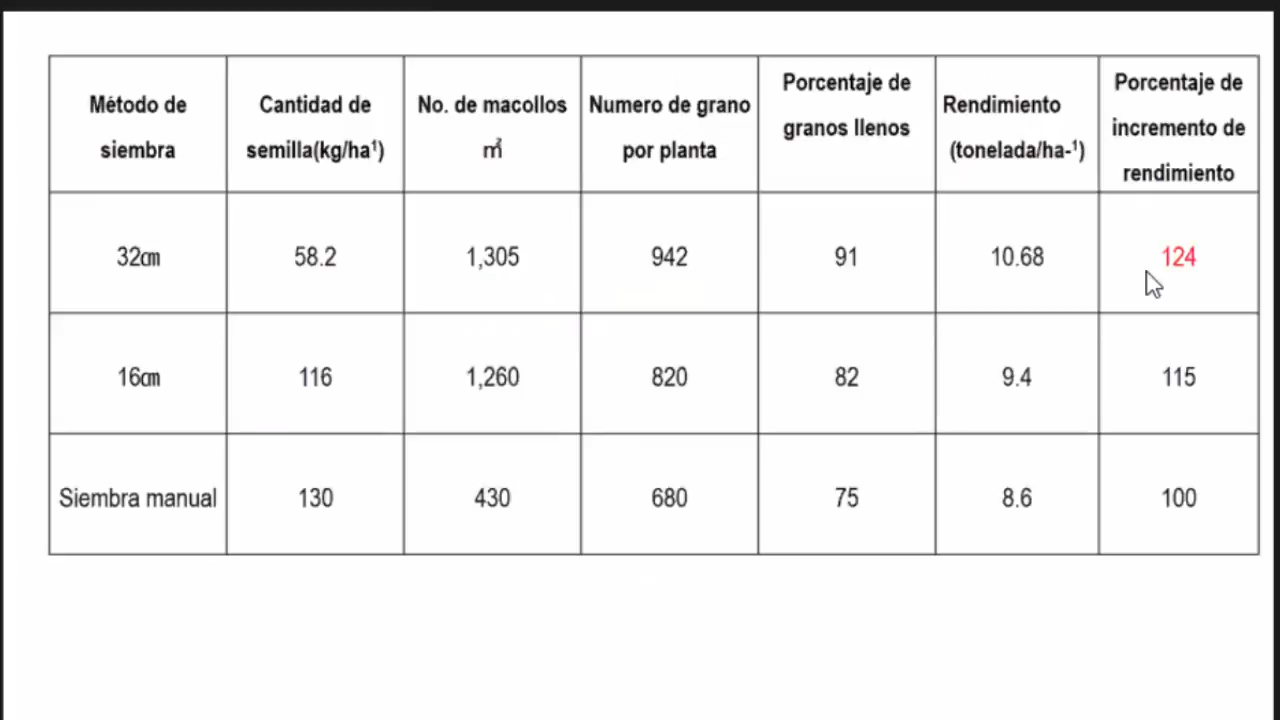 Método de siembra
Cantidad de semilla(kg/ha¹)
No. de macollos ㎡
Numero de grano por planta
Porcentaje de granos llenos
Rendimiento (tonelada/ha-¹)
Porcentaje de incremento de rendimiento
32㎝ 58.2 1,305 942 91 10.68 124
16㎝ 116 1,260 820 82 9.4 115
Siembra manual 130 430 680 75 8.6 100